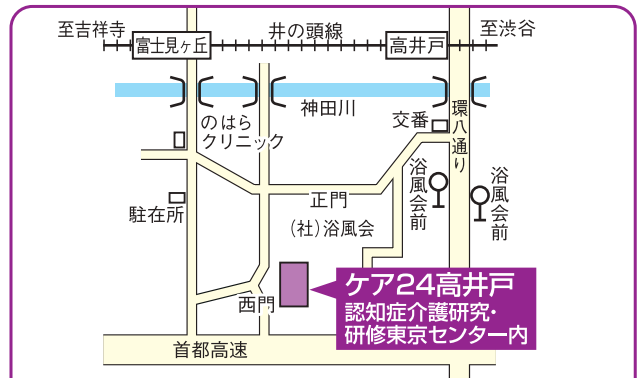 至吉祥寺
富士見ヶ丘
井の頭線
高井戸
至渋谷
神田川
交番
環八通り
のはら
クリニック
駐在所
正門
(社)浴風会
浴風会前
浴風会前
西門
ケア24高井戸
認知症介護研究・
研修東京センター内
首都高速